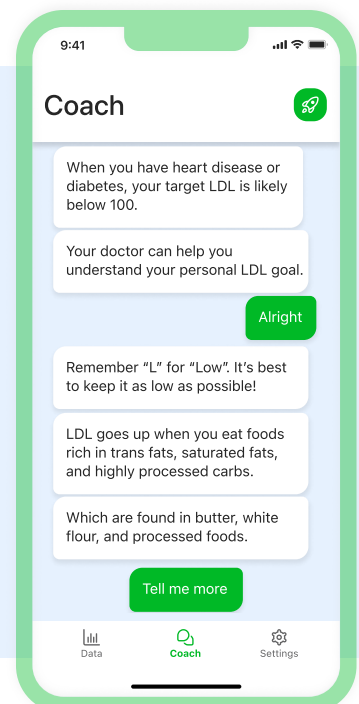 9:41
Coach
When you have heart disease or
diabetes, your target LDL is likely
below 100.
Your doctor can help you
understand your personal LDL goal.
Alright
Remember “L” for “Low”. It’s best
to keep it as low as possible!
LDL goes up when you eat foods
rich in trans fats, saturated fats,
and highly processed carbs.
Which are found in butter, white
flour, and processed foods.
Tell me more
Data
Coach
Settings